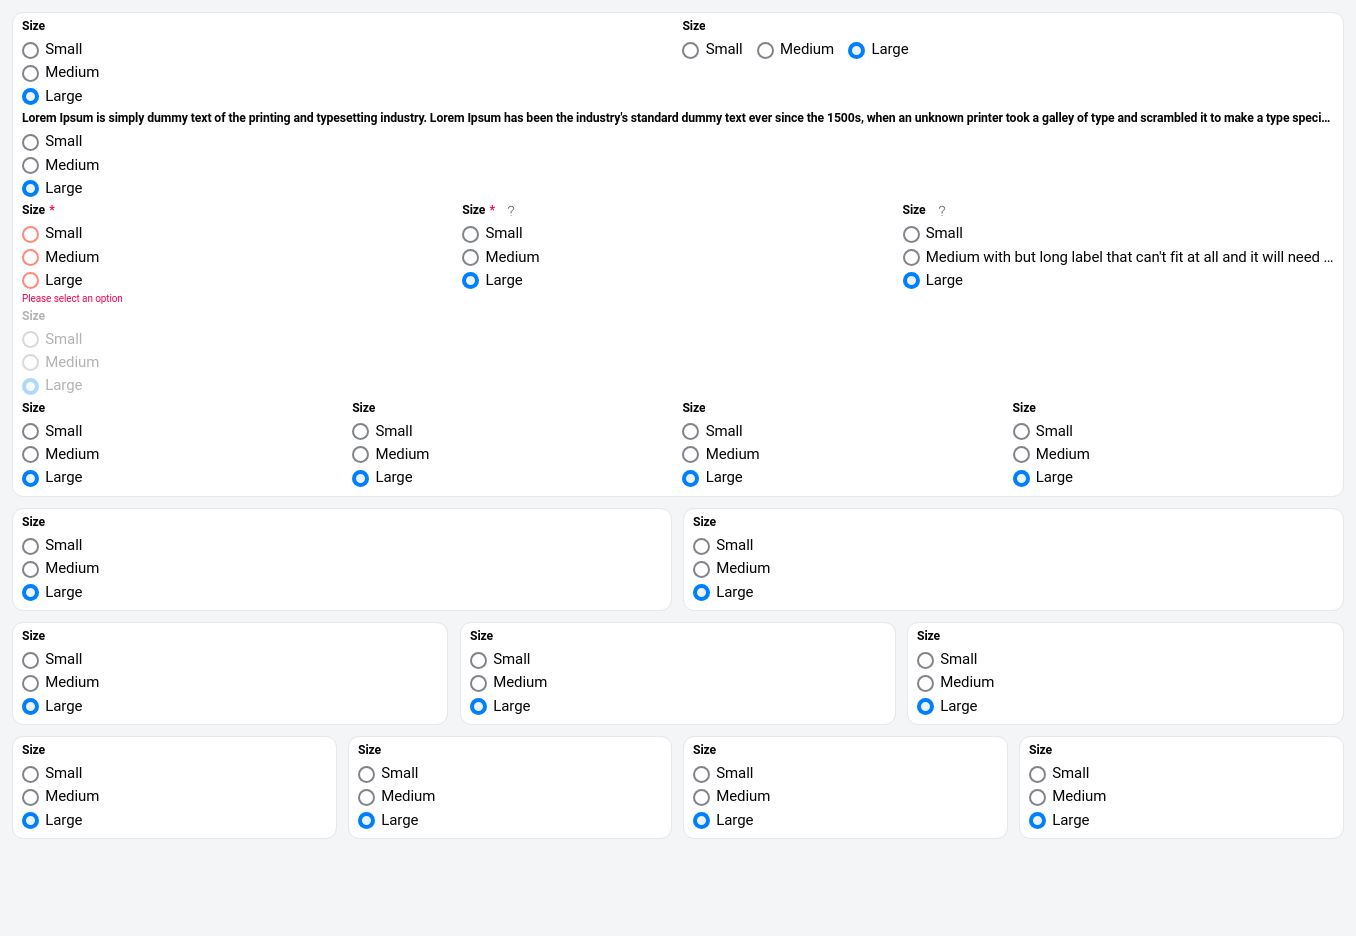 Size
Small
Medium
Large
Size
Small Medium Large
Lorem Ipsum is simply dummy text of the printing and typesetting industry. Lorem Ipsum has been the industry's standard dummy text ever since the 1500s, when an unknown printer took a galley of type and scrambled it to make a type speci...
Small
Medium
Large
Size *
Small
Medium
Large
Please select an option
Size * ?
Small
Medium
Large
Size ?
Small
Medium with but long label that can't fit at all and it will need ...
Large
Size
Small
Medium
Large
Size
Small
Medium
Large
Size
Small
Medium
Large
Size
Small
Medium
Large
Size
Small
Medium
Large
Size
Small
Medium
Large
Size
Small
Medium
Large
Size
Small
Medium
Large
Size
Small
Medium
Large
Size
Small
Medium
Large
Size
Small
Medium
Large
Size
Small
Medium
Large
Size
Small
Medium
Large
Size
Small
Medium
Large